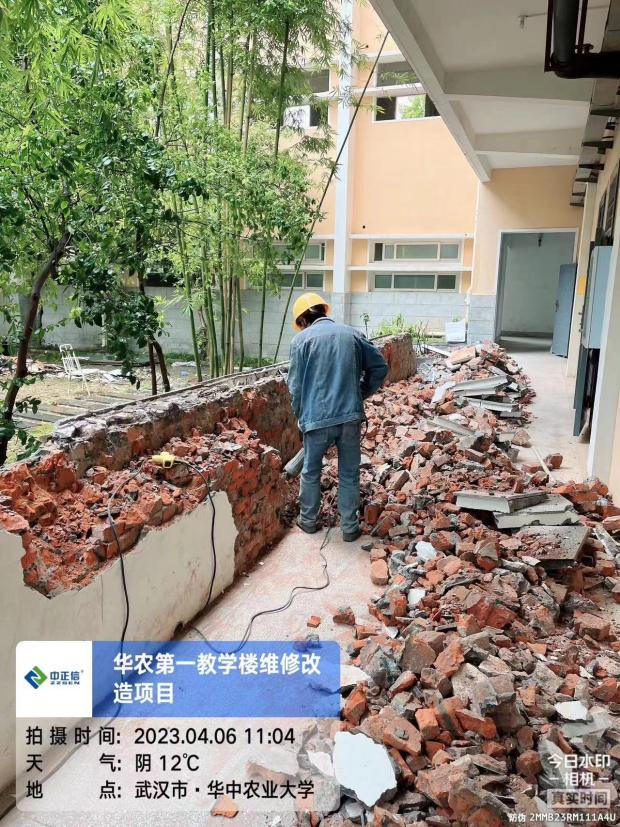 中正信®
ZZSEN
华农第一教学楼维修改
造项目
拍摄时间: 2023.04.06 11:04
天气: 阴 12℃
地点: 武汉市·华中农业大学
今日水印
相机
真实时间
防伪 2MMB23RM111A4U